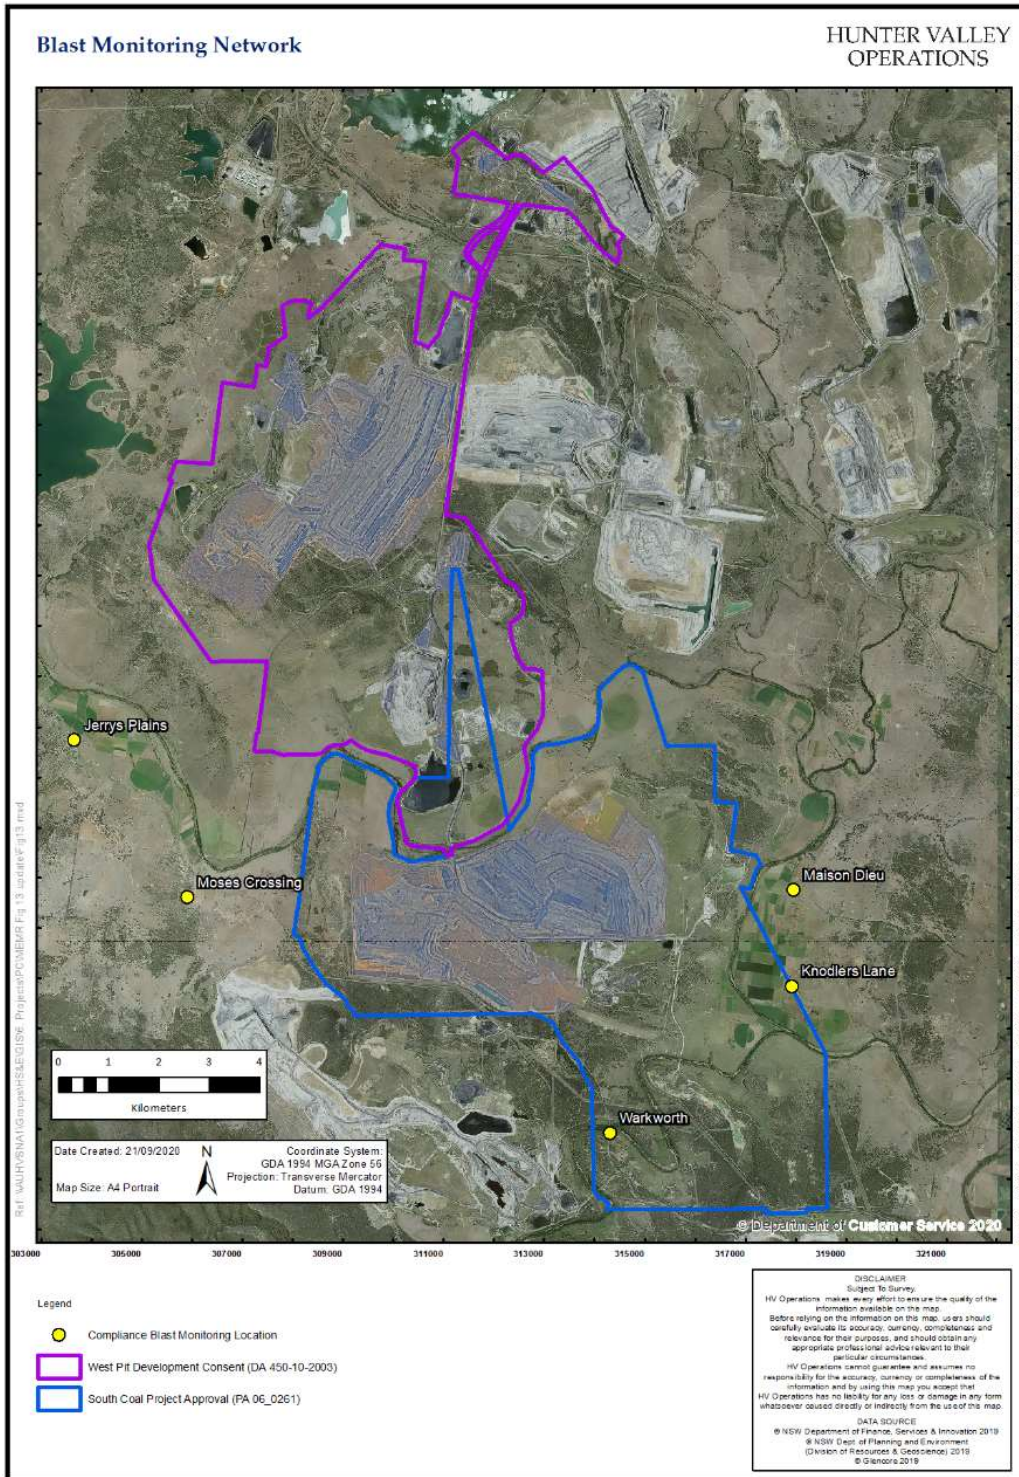 Blast Monitoring Network
HUNTER VALLEY
OPERATIONS
Jerrys Plains
Moses Crossing
Maison Dieu
Knodlers Lane
Warkworth
0 1 2 3 4
Kilometers
Date Created: 21/09/2020
Map Size: A4 Portrait
N
Coordinate System:
GDA 1994 MGA Zone 56
Projection: Transverse Mercator
Datum: GDA 1994
© Department of Customer Service 2020
303000 305000 307000 309000 311000 313000 315000 317000 319000 321000
Legend
Compliance Blast Monitoring Location
West Pit Development Consent (DA 450-10-2003)
South Coal Project Approval (PA 06_0261)
DISCLAIMER
Subject To Survey.
HV Operations makes every effort to ensure the quality of the
information available on this map.
Before relying on the information on this map, users should
carefully evaluate its accuracy, currency, completeness and
relevance for their purposes, and should obtain any
appropriate professional advice relevant to their
particular circumstances.
HV Operations cannot guarantee and assumes no
responsibility for the accuracy, currency or completeness of the
information and by using this map you accept that
HV Operations has no liability for any loss or damage in any form
whatsoever caused directly or indirectly from the use of this map.
DATA SOURCE
© NSW Department of Finance, Services & Innovation 2019
© NSW Dept. of Planning and Environment
(Division of Resources & Geoscience) 2019
© Glencore 2019